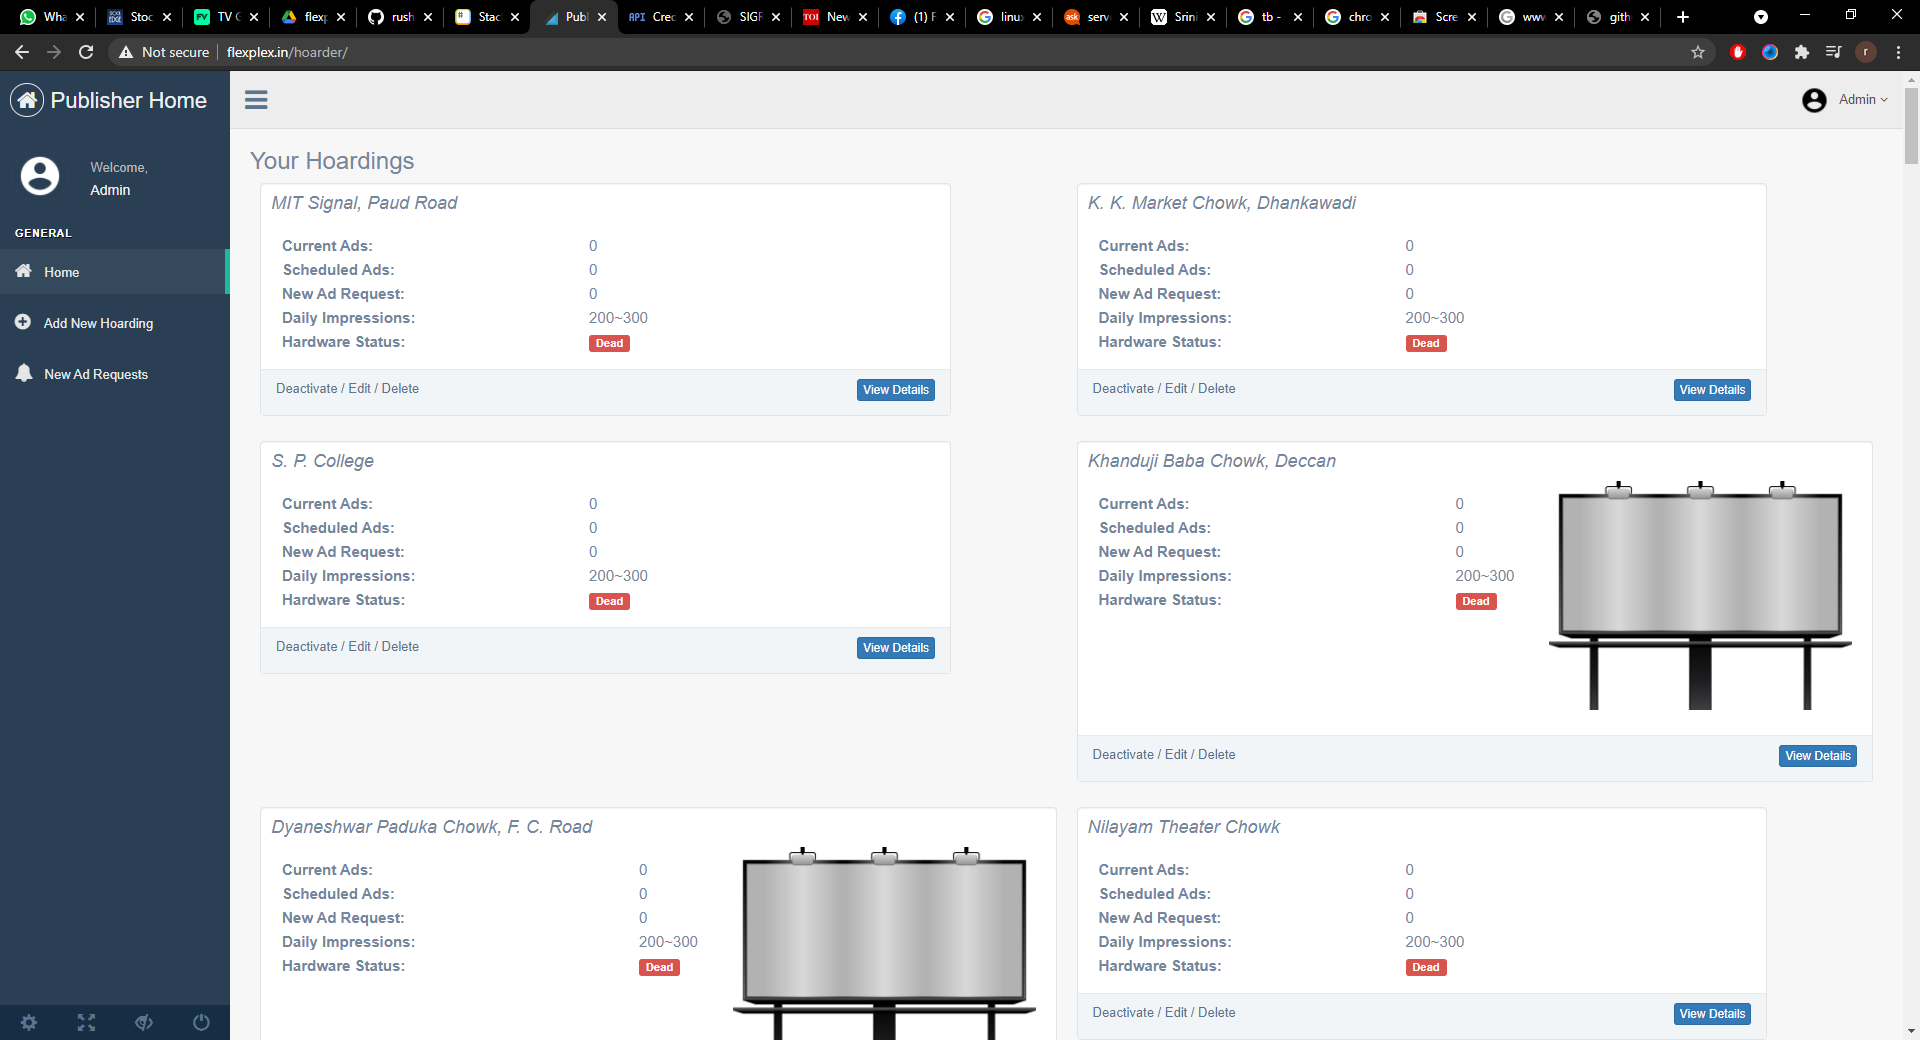 Wha
Stoc
TV G
flexp
rush
Stac
Publ
Crec
SIGF
New
(1) F
linu
serv
Srini
tb -
chro
Scre
www
gith
Not secure
flexplex.in/hoarder/
Publisher Home
Welcome,
Admin
GENERAL
Home
Add New Hoarding
New Ad Requests
Admin
Your Hoardings
MIT Signal, Paud Road
Current Ads: 0
Scheduled Ads: 0
New Ad Request: 0
Daily Impressions: 200~300
Hardware Status: Dead
Deactivate / Edit / Delete View Details
K. K. Market Chowk, Dhankawadi
Current Ads: 0
Scheduled Ads: 0
New Ad Request: 0
Daily Impressions: 200~300
Hardware Status: Dead
Deactivate / Edit / Delete View Details
S. P. College
Current Ads: 0
Scheduled Ads: 0
New Ad Request: 0
Daily Impressions: 200~300
Hardware Status: Dead
Deactivate / Edit / Delete View Details
Khanduji Baba Chowk, Deccan
Current Ads: 0
Scheduled Ads: 0
New Ad Request: 0
Daily Impressions: 200~300
Hardware Status: Dead
Deactivate / Edit / Delete View Details
Dyaneshwar Paduka Chowk, F. C. Road
Current Ads: 0
Scheduled Ads: 0
New Ad Request: 0
Daily Impressions: 200~300
Hardware Status: Dead
Nilayam Theater Chowk
Current Ads: 0
Scheduled Ads: 0
New Ad Request: 0
Daily Impressions: 200~300
Hardware Status: Dead
Deactivate / Edit / Delete View Details